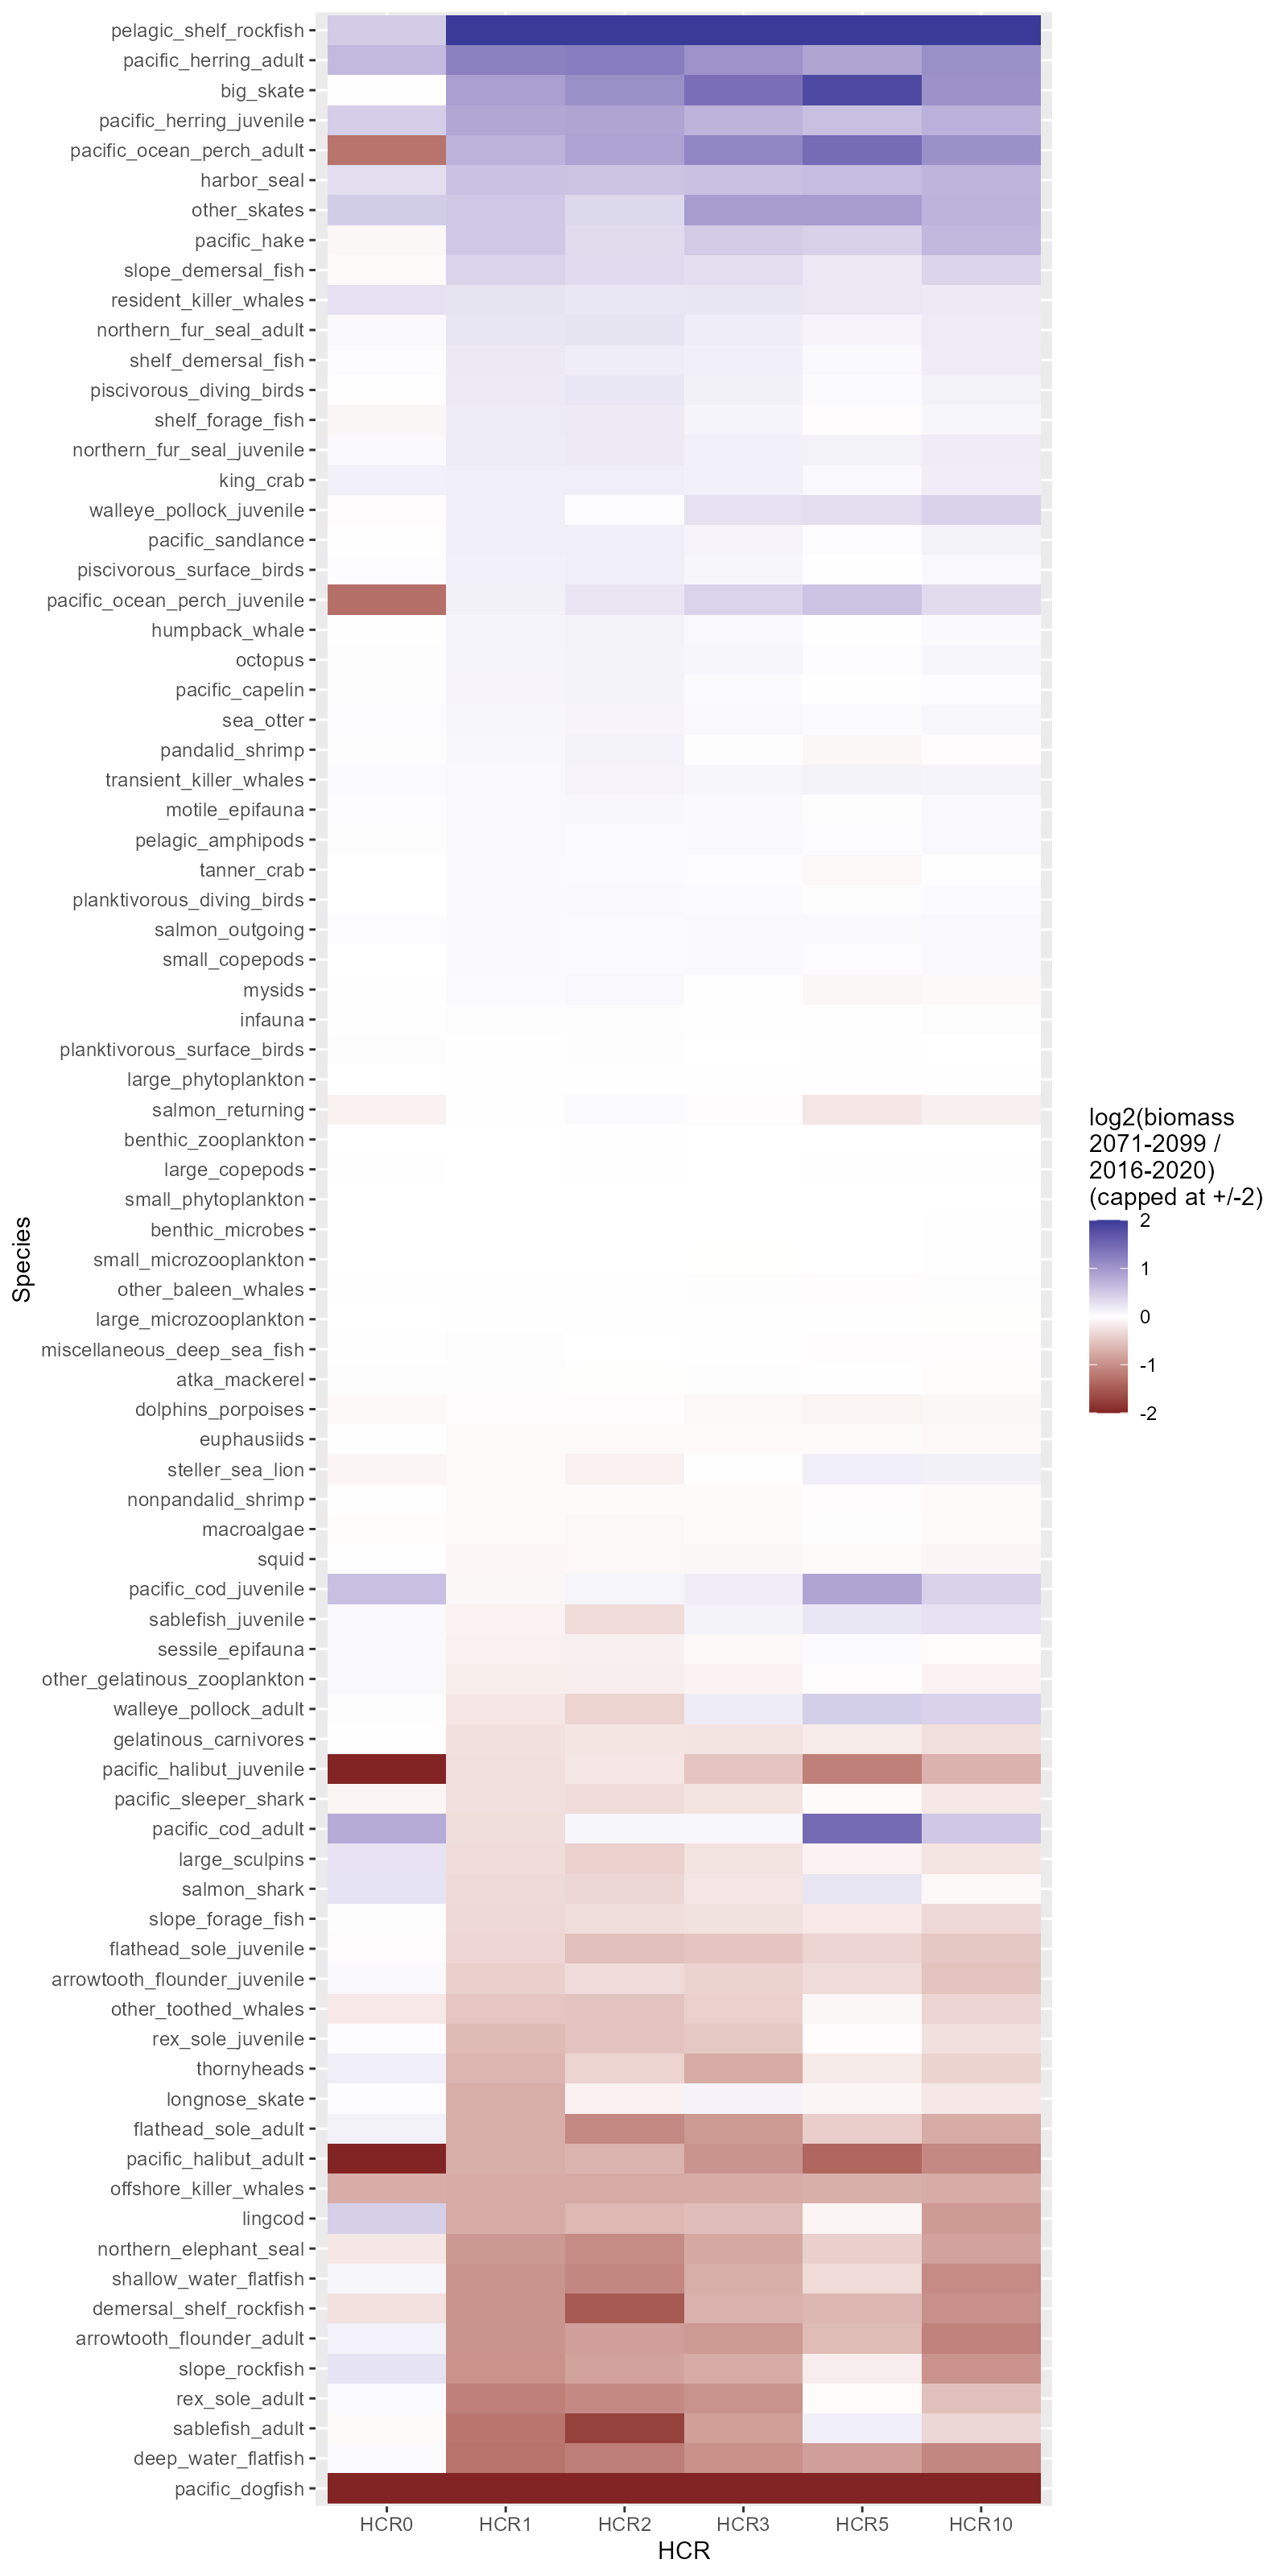 pelagic_shelf_rockfish
pacific_herring_adult
big_skate
pacific_herring_juvenile
pacific_ocean_perch_adult
harbor_seal
other_skates
pacific_hake
slope_demersal_fish
resident_killer_whales
northern_fur_seal_adult
shelf_demersal_fish
piscivorous_diving_birds
shelf_forage_fish
northern_fur_seal_juvenile
king_crab
walleye_pollock_juvenile
pacific_sandlance
piscivorous_surface_birds
pacific_ocean_perch_juvenile
humpback_whale
octopus
pacific_capelin
sea_otter
pandalid_shrimp
transient_killer_whales
motile_epifauna
pelagic_amphipods
tanner_crab
planktivorous_diving_birds
salmon_outgoing
small_copepods
mysids
infauna
planktivorous_surface_birds
large_phytoplankton
salmon_returning
benthic_zooplankton
large_copepods
small_phytoplankton
benthic_microbes
small_microzooplankton
other_baleen_whales
large_microzooplankton
miscellaneous_deep_sea_fish
atka_mackerel
dolphins_porpoises
euphausiids
steller_sea_lion
nonpandalid_shrimp
macroalgae
squid
pacific_cod_juvenile
sablefish_juvenile
sessile_epifauna
other_gelatinous_zooplankton
walleye_pollock_adult
gelatinous_carnivores
pacific_halibut_juvenile
pacific_sleeper_shark
pacific_cod_adult
large_sculpins
salmon_shark
slope_forage_fish
flathead_sole_juvenile
arrowtooth_flounder_juvenile
other_toothed_whales
rex_sole_juvenile
thornyheads
longnose_skate
flathead_sole_adult
pacific_halibut_adult
offshore_killer_whales
lingcod
northern_elephant_seal
shallow_water_flatfish
demersal_shelf_rockfish
arrowtooth_flounder_adult
slope_rockfish
rex_sole_adult
sablefish_adult
deep_water_flatfish
pacific_dogfish
Species
HCR0 HCR1 HCR2 HCR3 HCR5 HCR10
HCR
log2(biomass
2071-2099 /
2016-2020)
(capped at +/-2)
2
1
0
-1
-2